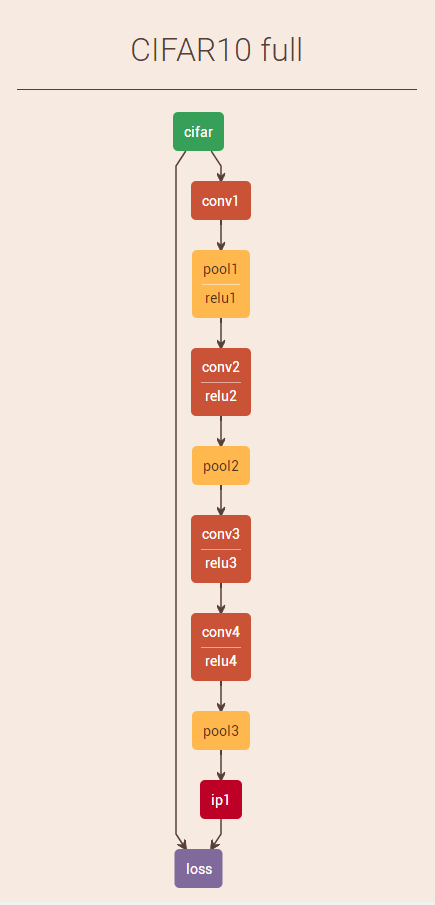 CIFAR10 full
cifar
conv1
pool1
relu1
conv2
relu2
pool2
conv3
relu3
conv4
relu4
pool3
ip1
loss